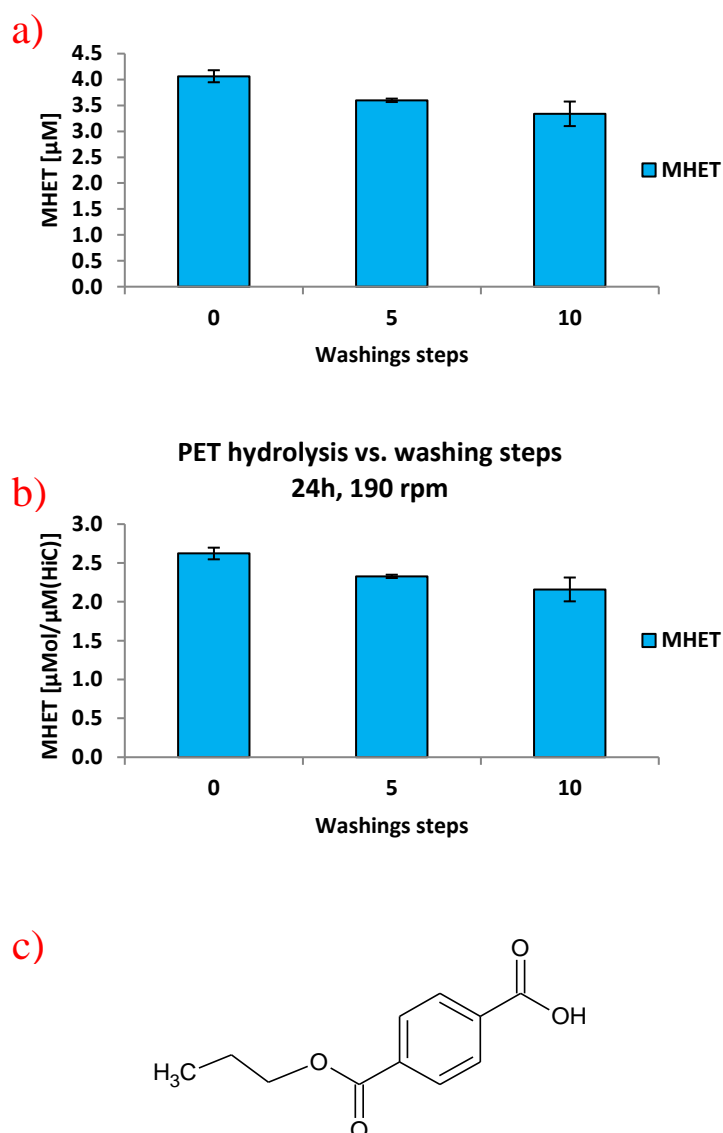 a)
4.5
4.0
3.5
3.0
2.5
2.0
1.5
1.0
0.5
0.0
MHET [µM]
0 5 10
Washings steps
MHET
PET hydrolysis vs. washing steps
24h, 190 rpm
b)
3.0
2.5
2.0
1.5
1.0
0.5
0.0
MHET [µMol/µM(HiC)]
0 5 10
Washings steps
MHET
c)
O
OH
O
H3C
O